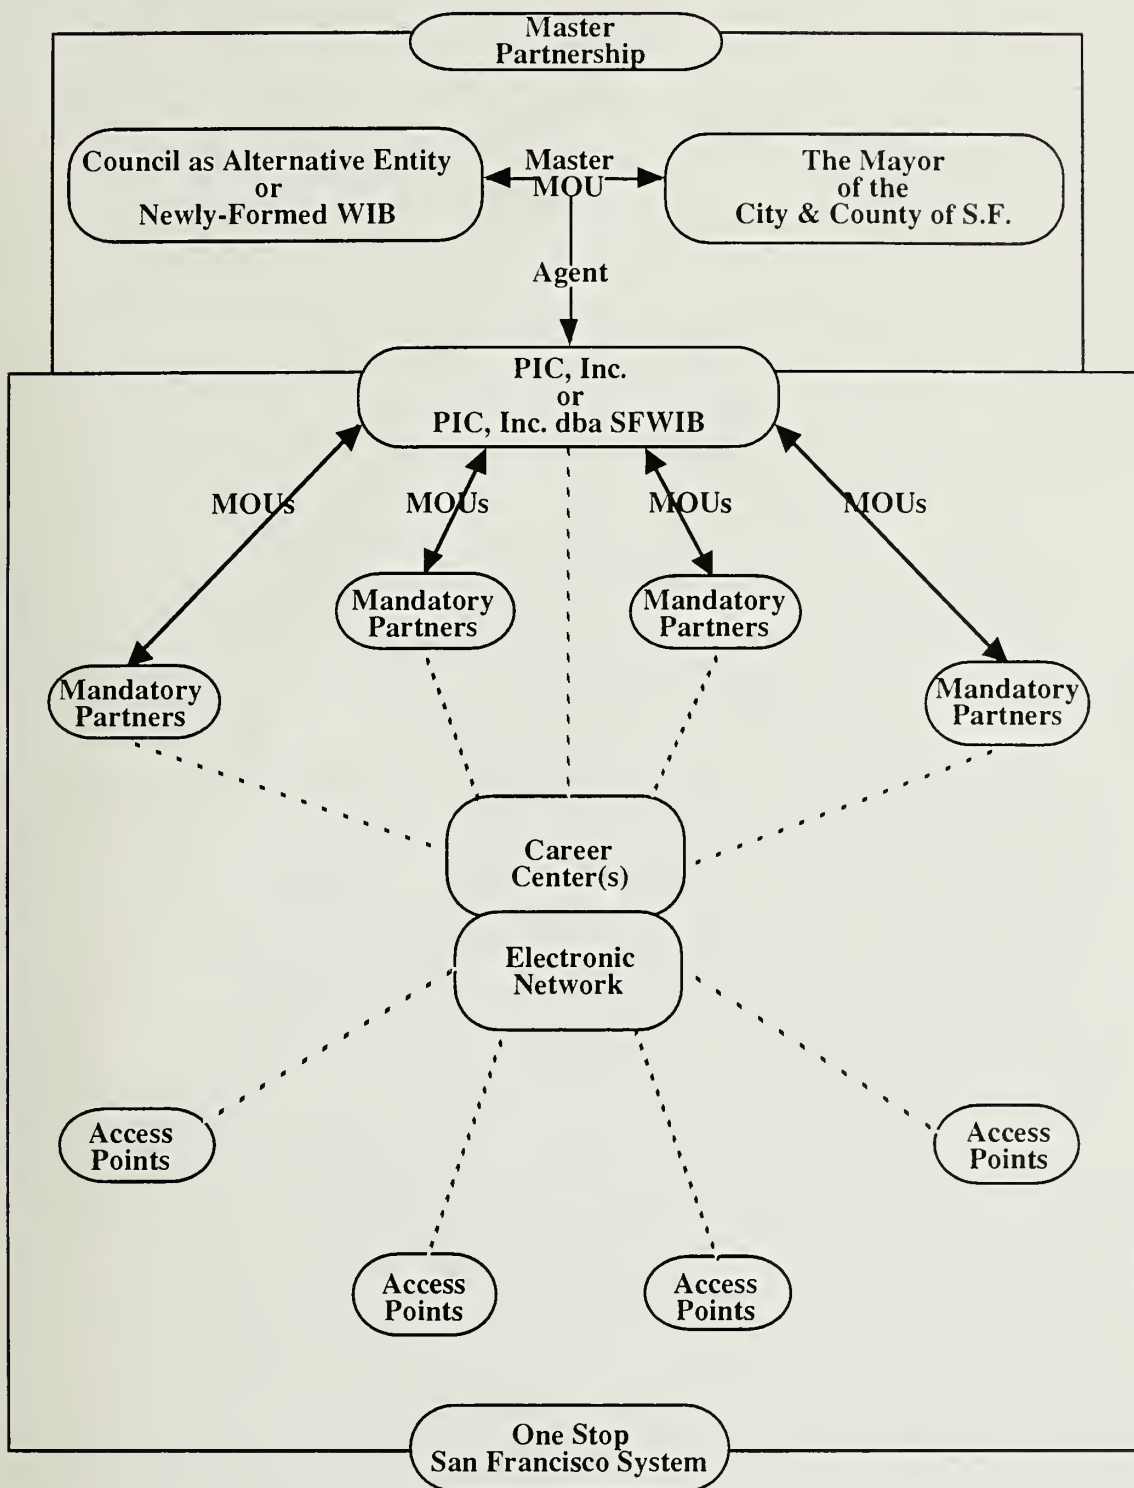 Master
Partnership
Council as Alternative Entity
or
Newly-Formed WIB
Master
MOU
The Mayor
of the
City & County of S.F.
Agent
PIC, Inc.
or
PIC, Inc. dba SFWIB
MOUs
MOUs
MOUs
MOUs
Mandatory
Partners
Mandatory
Partners
Mandatory
Partners
Mandatory
Partners
Career
Center(s)
Electronic
Network
Access
Points
Access
Points
Access
Points
Access
Points
One Stop
San Francisco System